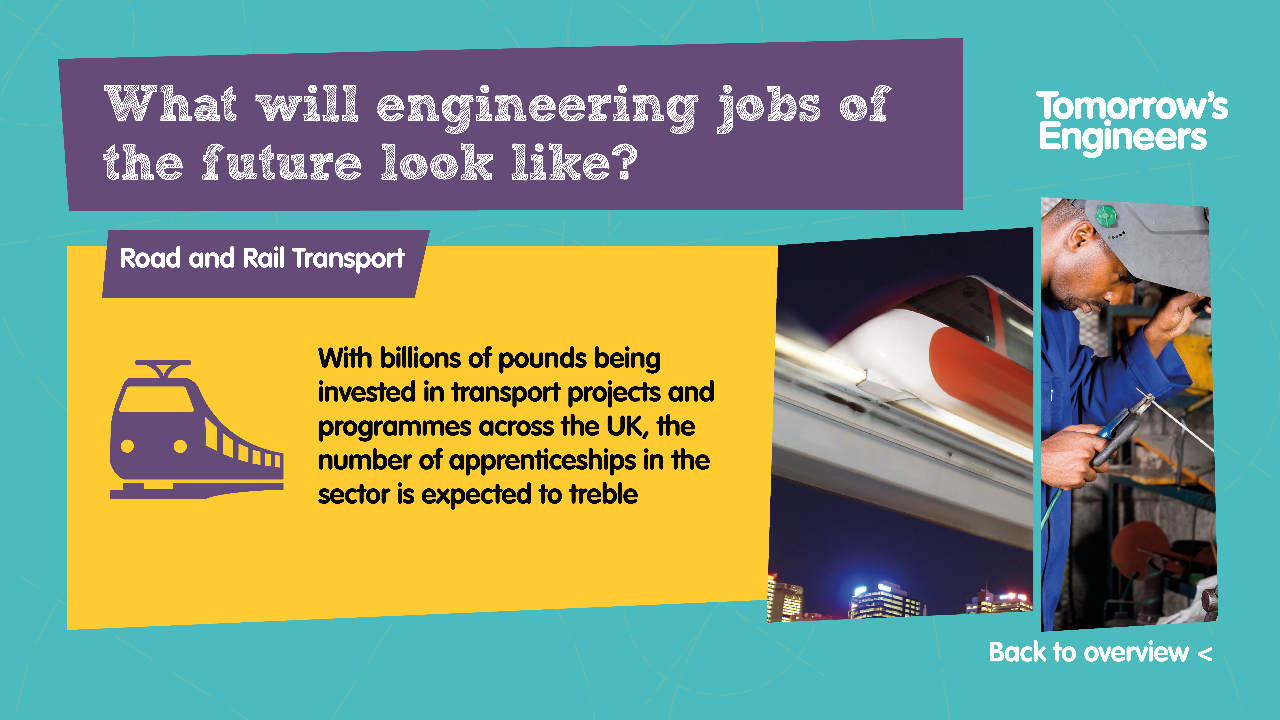 What will engineering jobs of
the future look like?
Tomorrow's
Engineers
Road and Rail Transport
With billions of pounds being
invested in transport projects and
programmes across the UK, the
number of apprenticeships in the
sector is expected to treble
Back to overview <